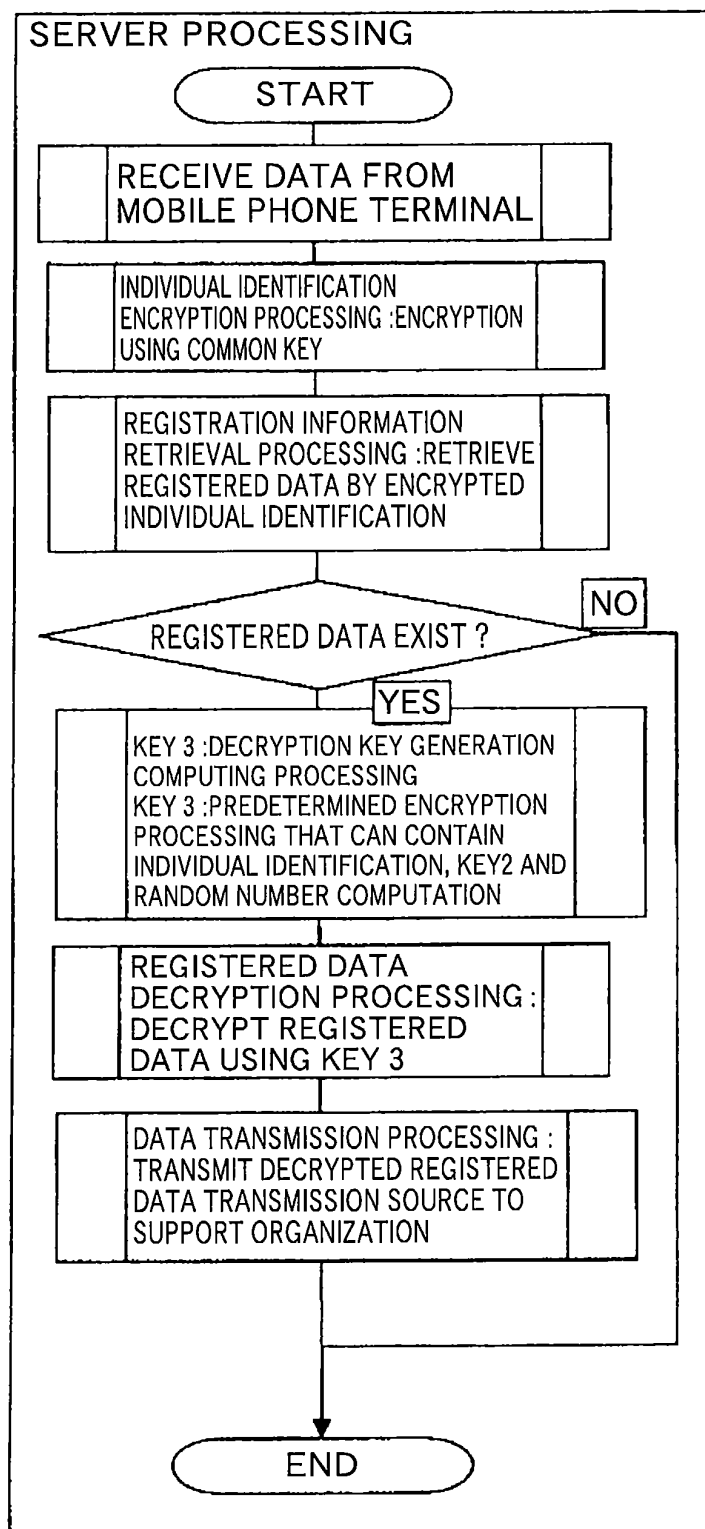 SERVER PROCESSING
START
RECEIVE DATA FROM
MOBILE PHONE TERMINAL
INDIVIDUAL IDENTIFICATION
ENCRYPTION PROCESSING :ENCRYPTION
USING COMMON KEY
REGISTRATION INFORMATION
RETRIEVAL PROCESSING :RETRIEVE
REGISTERED DATA BY ENCRYPTED
INDIVIDUAL IDENTIFICATION
NO
REGISTERED DATA EXIST ?
YES
KEY 3 :DECRYPTION KEY GENERATION
COMPUTING PROCESSING
KEY 3 :PREDETERMINED ENCRYPTION
PROCESSING THAT CAN CONTAIN
INDIVIDUAL IDENTIFICATION, KEY2 AND
RANDOM NUMBER COMPUTATION
REGISTERED DATA
DECRYPTION PROCESSING :
DECRYPT REGISTERED
DATA USING KEY 3
DATA TRANSMISSION PROCESSING :
TRANSMIT DECRYPTED REGISTERED
DATA TRANSMISSION SOURCE TO
SUPPORT ORGANIZATION
END